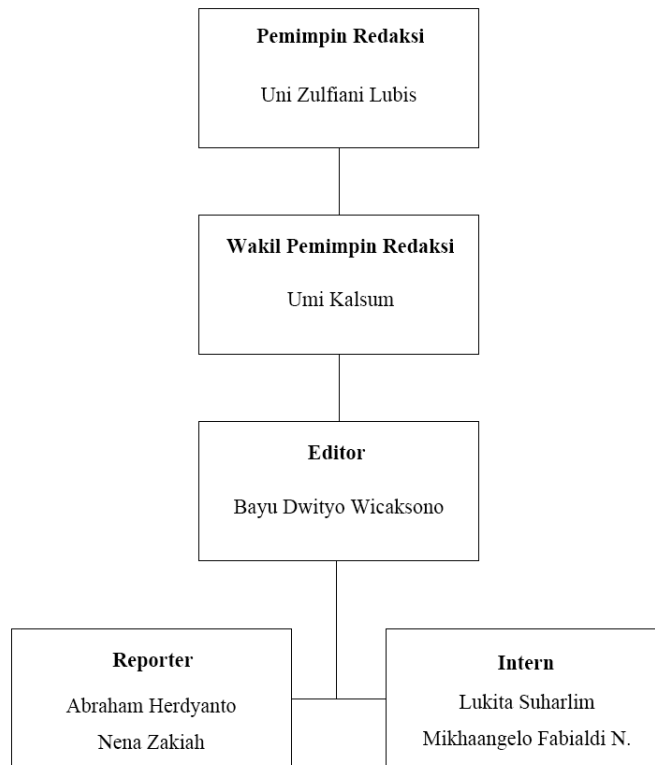 Pemimpin Redaksi
Uni Zulfiani Lubis
Wakil Pemimpin Redaksi
Umi Kalsum
Editor
Bayu Dwityo Wicaksono
Reporter
Abraham Herdyanto
Nena Zakiah
Intern
Lukita Suharlim
Mikhaangelo Fabialdi N.